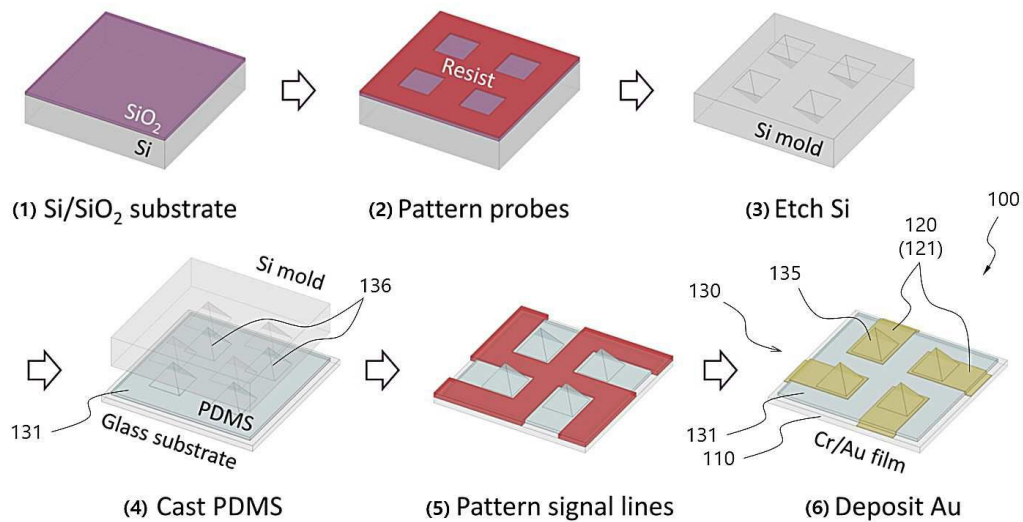 SiO₂
Si
(1) Si/SiO₂ substrate
Resist
(2) Pattern probes
Si mold
(3) Etch Si
Si mold
136
131
PDMS
Glass substrate
(4) Cast PDMS
(5) Pattern signal lines
100
120
(121)
135
130
131
110
Cr/Au film
(6) Deposit Au